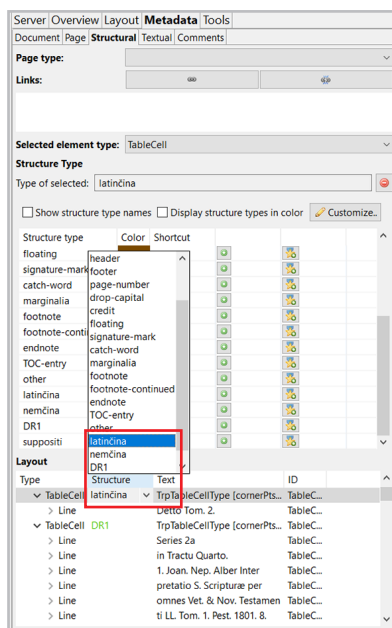 Server Overview Layout Metadata Tools
Document Page Structural Textual Comments
Page type:
Links:
Selected element type: TableCell
Structure Type
Type of selected: latinčina
Show structure type names Display structure types in color Customize..
Structure type Color Shortcut
floating
signature-mark
catch-word
marginalia
footnote
footnote-conti
endnote
TOC-entry
other
latinčina
nemčina
DR1
suppositi
header
footer
page-number
drop-capital
credit
floating
signature-mark
catch-word
marginalia
footnote
footnote-continued
endnote
TOC-entry
other
latinčina
nemčina
DR1
Layout
Type Structure Text ID
TableCell latinčina TrpTableCellType [cornerPts... TableC...
Line Detto Tom. 2. TableC...
TableCell DR1 TrpTableCellType [cornerPts... TableC...
Line Series 2a TableC...
Line in Tractu Quarto. TableC...
Line 1. Joan. Nep. Alber Inter TableC...
Line pretatio S. Scripturæ per TableC...
Line omnes Vet. & Nov. Testamen TableC...
Line ti LL. Tom. 1. Pest. 1801. 8. TableC...